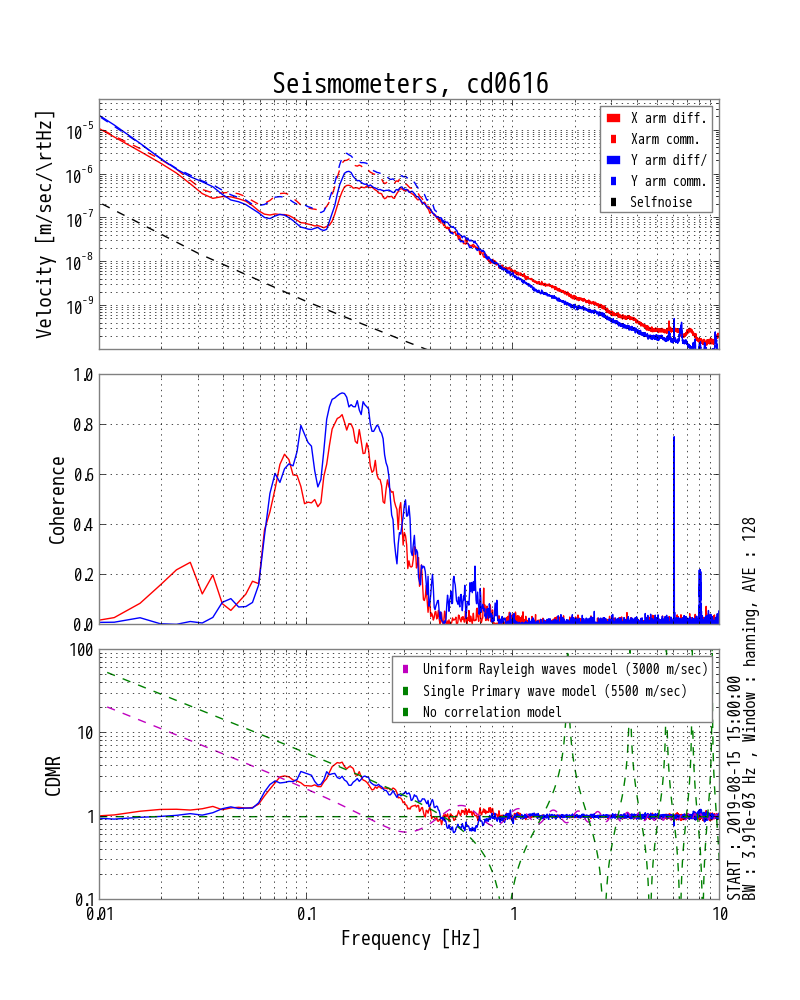 Seismometers, cd0616
Velocity [m/sec/\rtHz]
10^-5
10^-6
10^-7
10^-8
10^-9
X arm diff.
Xarm comm.
Y arm diff/
Y arm comm.
Selfnoise
Coherence
1.0
0.8
0.6
0.4
0.2
0.0
CDMR
100
10
1
0.1
Uniform Rayleigh waves model (3000 m/sec)
Single Primary wave model (5500 m/sec)
No correlation model
0.01
0.1
1
10
Frequency [Hz]
START : 2019-08-15 15:00:00
BW : 3.91e-03 Hz , Window : hanning, AVE : 128